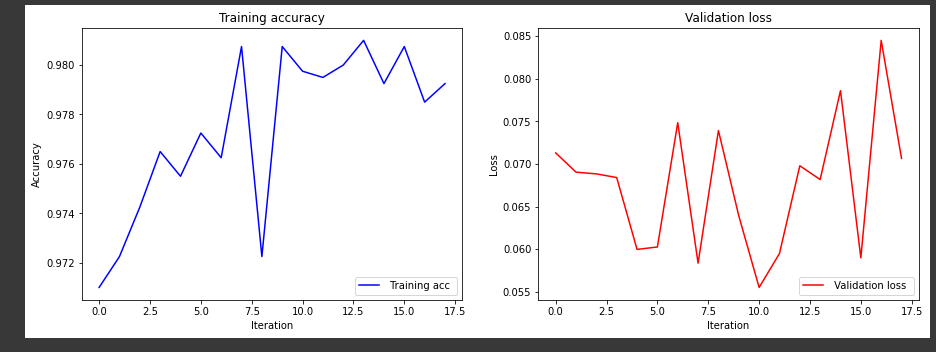 Training accuracy
Accuracy
0.980
0.978
0.976
0.974
0.972
0.0 2.5 5.0 7.5 10.0 12.5 15.0 17.5
Iteration
Training acc
Validation loss
Loss
0.085
0.080
0.075
0.070
0.065
0.060
0.055
0.0 2.5 5.0 7.5 10.0 12.5 15.0 17.5
Iteration
Validation loss